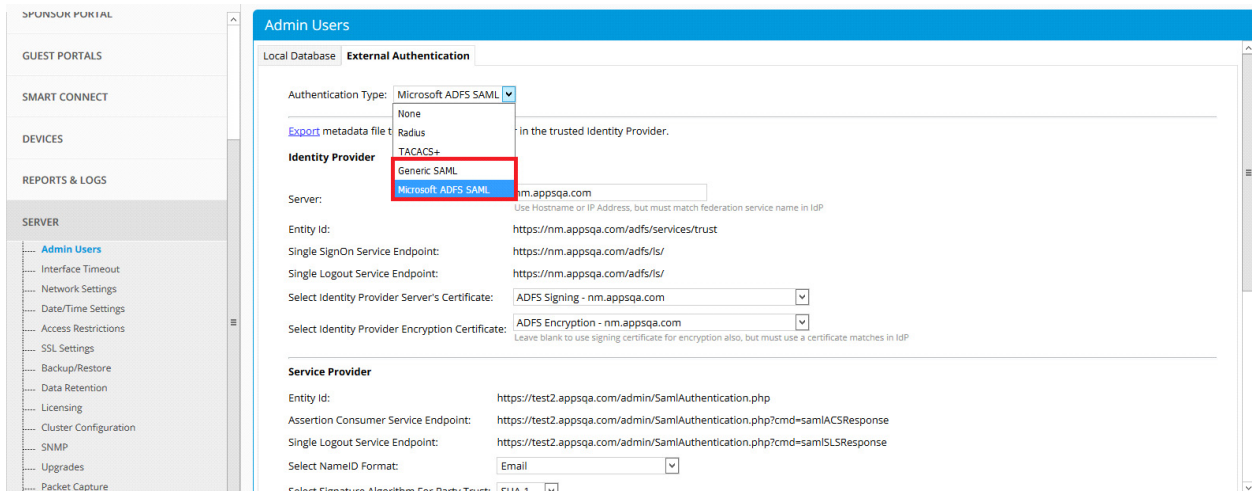 SPONSOR PORTAL
GUEST PORTALS
SMART CONNECT
DEVICES
REPORTS & LOGS
SERVER
Admin Users
Interface Timeout
Network Settings
Date/Time Settings
Access Restrictions
SSL Settings
Backup/Restore
Data Retention
Licensing
Cluster Configuration
SNMP
Upgrades
Packet Capture
Admin Users
Local Database External Authentication
Authentication Type: Microsoft ADFS SAML
None
Radius
TACACS+
Generic SAML
Microsoft ADFS SAML
Export metadata file t r in the trusted Identity Provider.
Identity Provider
Server: nm.appsqa.com
Use Hostname or IP Address, but must match federation service name in IdP
Entity Id: https://nm.appsqa.com/adfs/services/trust
Single SignOn Service Endpoint: https://nm.appsqa.com/adfs/ls/
Single Logout Service Endpoint: https://nm.appsqa.com/adfs/ls/
Select Identity Provider Server's Certificate: ADFS Signing - nm.appsqa.com
Select Identity Provider Encryption Certificate: ADFS Encryption - nm.appsqa.com
Leave blank to use signing certificate for encryption also, but must use a certificate matches in IdP
Service Provider
Entity Id: https://test2.appsqa.com/admin/SamlAuthentication.php
Assertion Consumer Service Endpoint: https://test2.appsqa.com/admin/SamlAuthentication.php?cmd=samlACSResponse
Single Logout Service Endpoint: https://test2.appsqa.com/admin/SamlAuthentication.php?cmd=samlSLSResponse
Select NameID Format: Email
Select Signature Algorithm For Party Trust: SHA-1